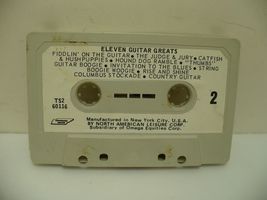 ELEVEN GUITAR GREATS
FIDDLIN' ON THE GUITAR • THE JUDGE & JURY • CATFISH
& HUSHPUPPIES • HOUND DOG RAMBLE • "THUMBS"
GUITAR BOOGIE • INVITATION TO THE BLUES • STRING
BOOGIE WOOGIE • RISE AND SHINE
COLUMBUS STOCKADE • COUNTRY GUITAR
TS2
60116
2
Manufactured in New York City, U.S.A.
BY NORTH AMERICAN LEISURE CORP.
Subsidiary of Omega Equities Corp.